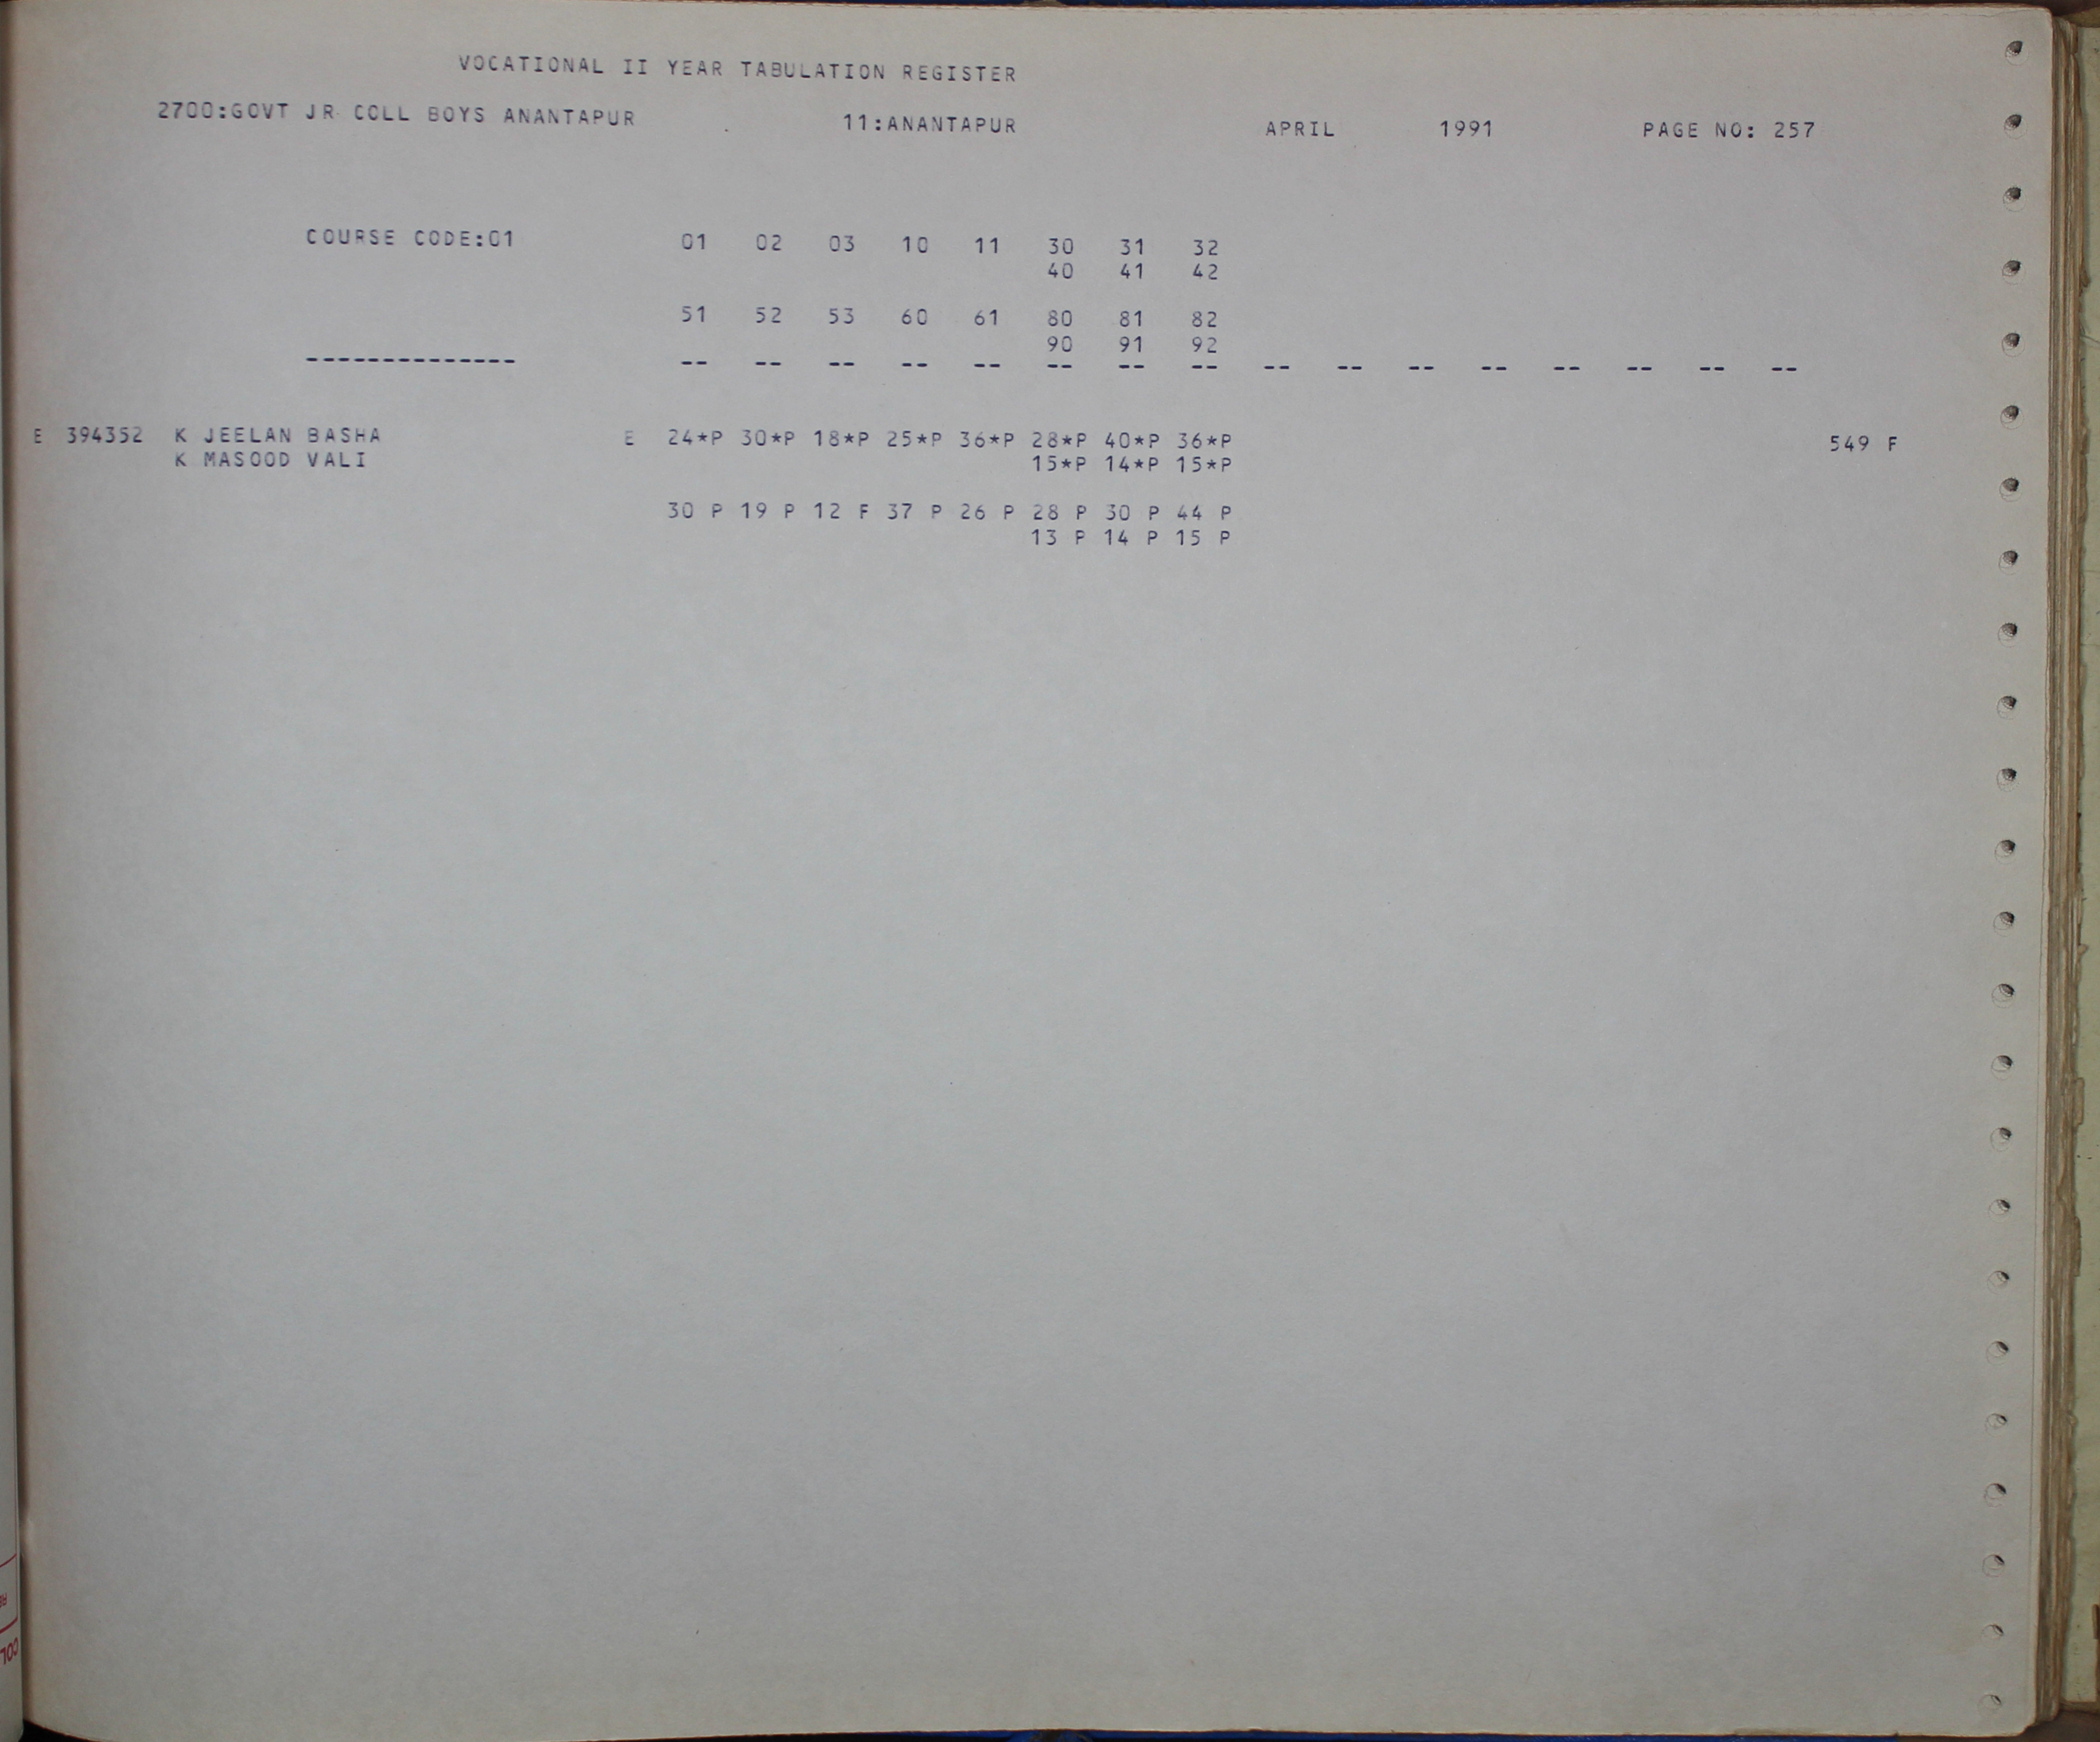 VOCATIONAL II YEAR TABULATION REGISTER
2700:GOVT JR COLL BOYS ANANTAPUR 11:ANANTAPUR APRIL 1991 PAGE NO: 257
COURSE CODE:01 01 02 03 10 11 30 31 32
40 41 42
51 52 53 60 61 80 81 82
90 91 92
-------------- -- -- -- -- -- -- -- -- -- -- -- -- -- -- -- --
E 394352 K JEELAN BASHA E 24*P 30*P 18*P 25*P 36*P 28*P 40*P 36*P 549 F
K MASOOD VALI 15*P 14*P 15*P
30 P 19 P 12 F 37 P 26 P 28 P 30 P 44 P
13 P 14 P 15 P
COL